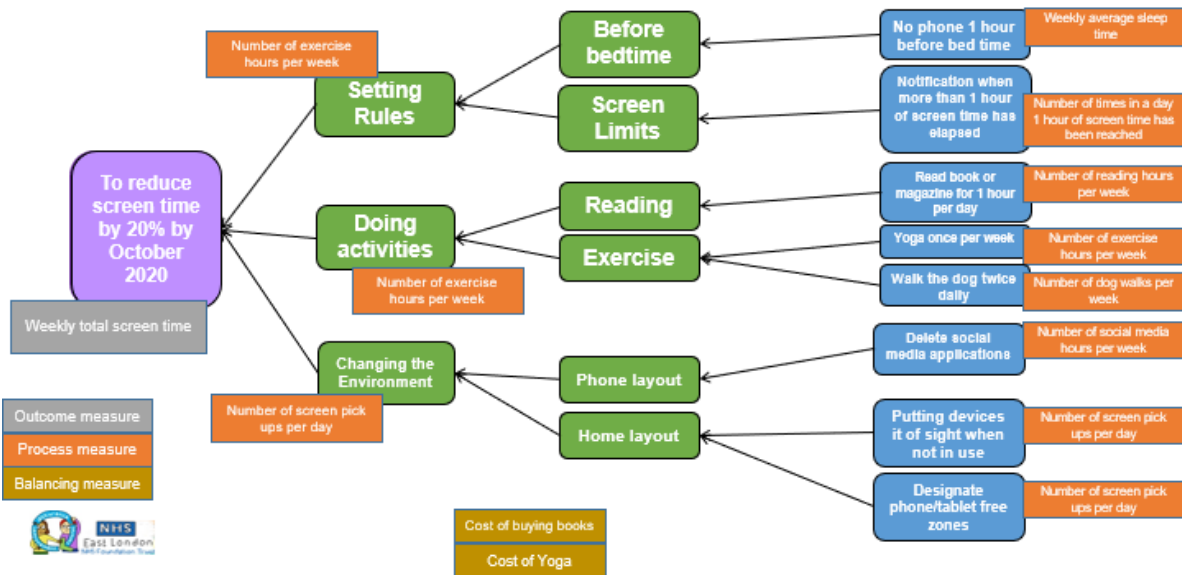 Number of exercise
hours per week
Setting
Rules
Before
bedtime
Screen
Limits
No phone 1 hour
before bed time
Weekly average sleep
time
Notification when
more than 1 hour
of screen time has
elapsed
Number of times in a day
1 hour of screen time has
been reached
To reduce
screen time
by 20% by
October
2020
Weekly total screen time
Doing
activities
Number of exercise
hours per week
Reading
Exercise
Read book or
magazine for 1 hour
per day
Number of reading hours
per week
Yoga once per week
Number of exercise
hours per week
Walk the dog twice
daily
Number of dog walks per
week
Changing the
Environment
Number of screen pick
ups per day
Phone layout
Home layout
Delete social
media applications
Number of social media
hours per week
Putting devices
it of sight when
not in use
Number of screen pick
ups per day
Designate
phone/tablet free
zones
Number of screen pick
ups per day
Outcome measure
Process measure
Balancing measure
NHS
East London
NHS Foundation Trust
Cost of buying books
Cost of Yoga